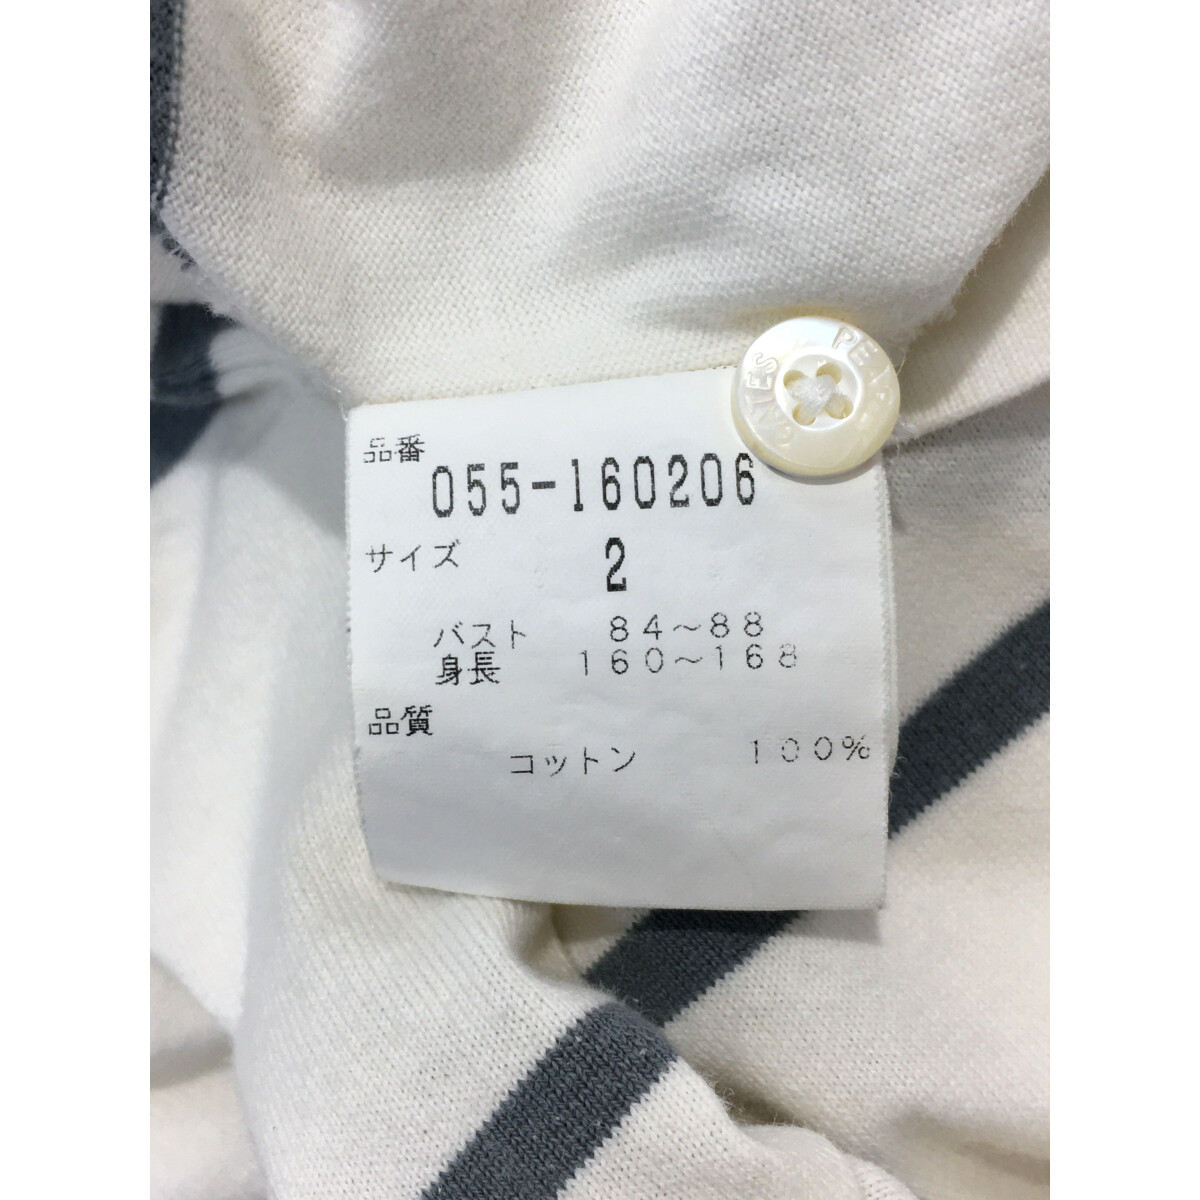 品番
055-160206
サイズ 2
バスト 84～88
身長 160～168
品質
コットン 100%